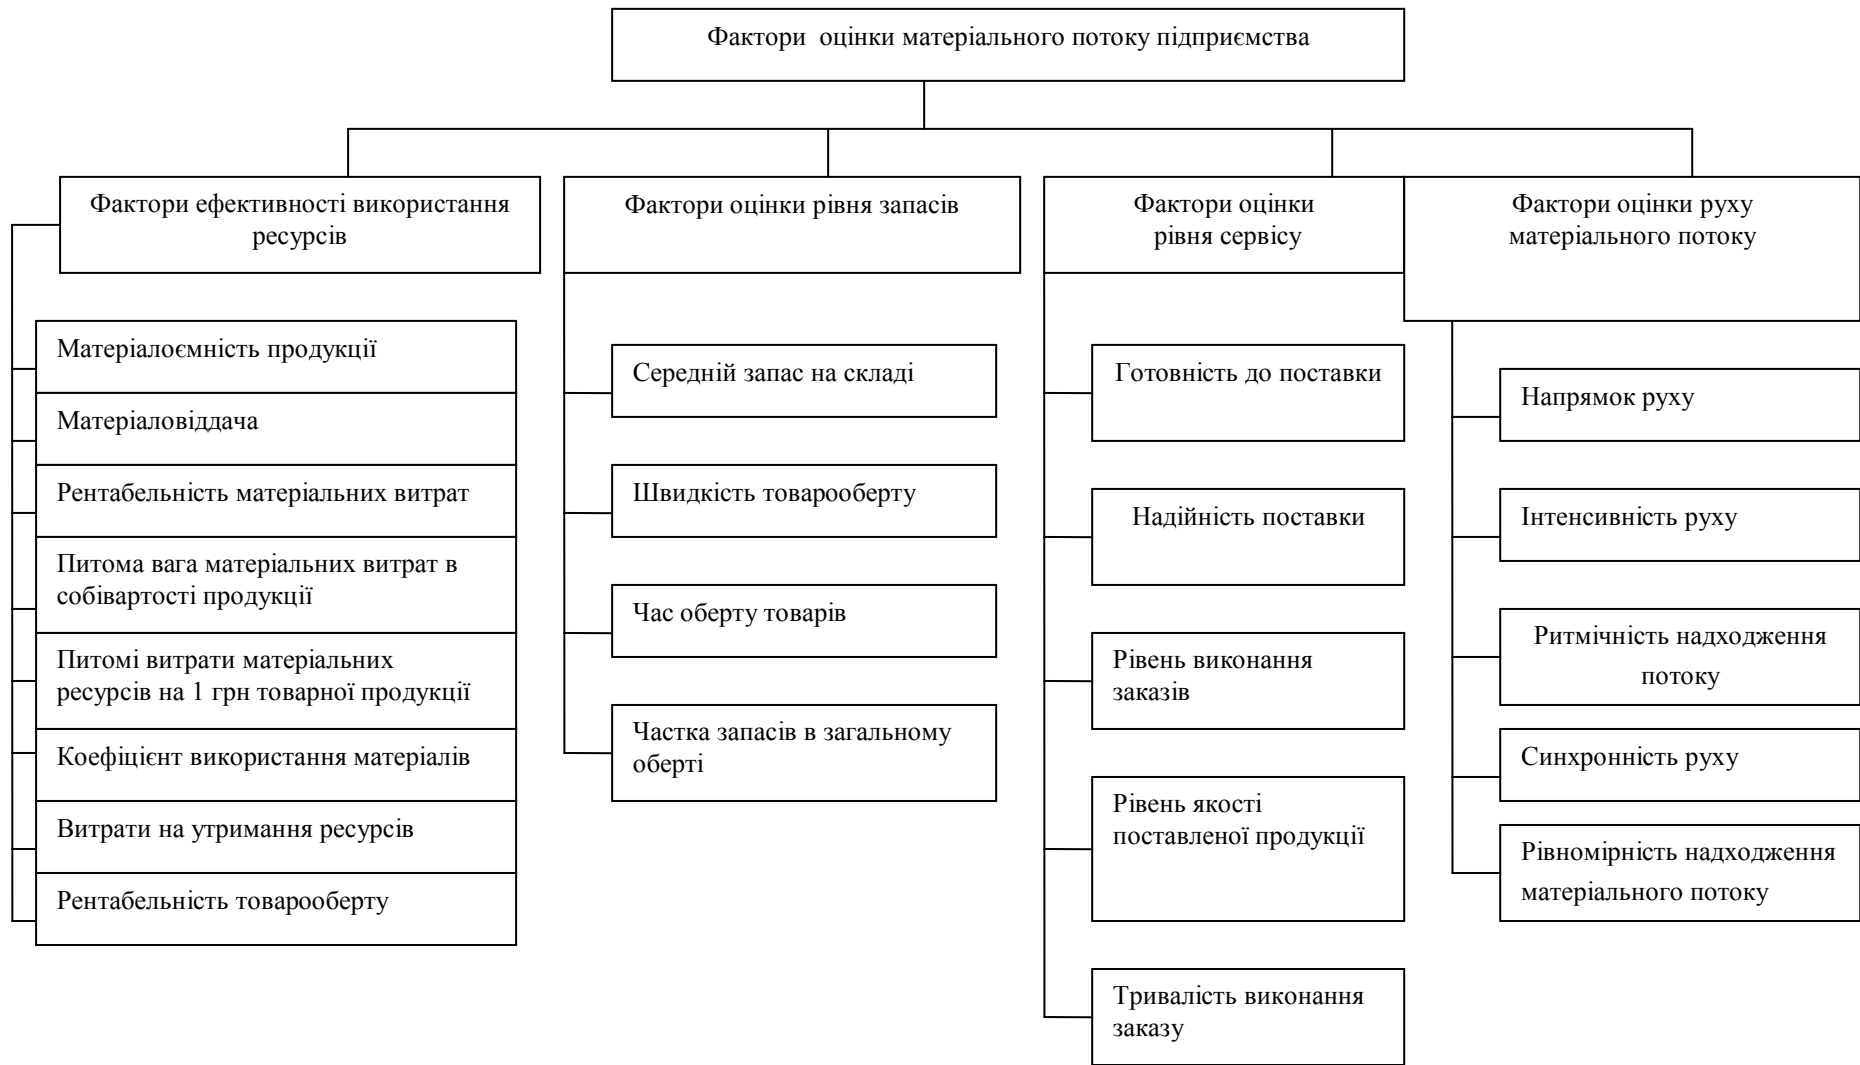 Фактори оцінки матеріального потоку підприємства
Фактори ефективності використання
ресурсів
Матеріалоємність продукції
Матеріаловіддача
Рентабельність матеріальних витрат
Питома вага матеріальних витрат в
собівартості продукції
Питомі витрати матеріальних
ресурсів на 1 грн товарної продукції
Коефіцієнт використання матеріалів
Витрати на утримання ресурсів
Рентабельність товарооберту
Фактори оцінки рівня запасів
Середній запас на складі
Швидкість товарооберту
Час оберту товарів
Частка запасів в загальному
оберті
Фактори оцінки
рівня сервісу
Готовність до поставки
Надійність поставки
Рівень виконання
заказів
Рівень якості
поставленої продукції
Тривалість виконання
заказу
Фактори оцінки руху
матеріального потоку
Напрямок руху
Інтенсивність руху
Ритмічність надходження
потоку
Синхронність руху
Рівномірність надходження
матеріального потоку